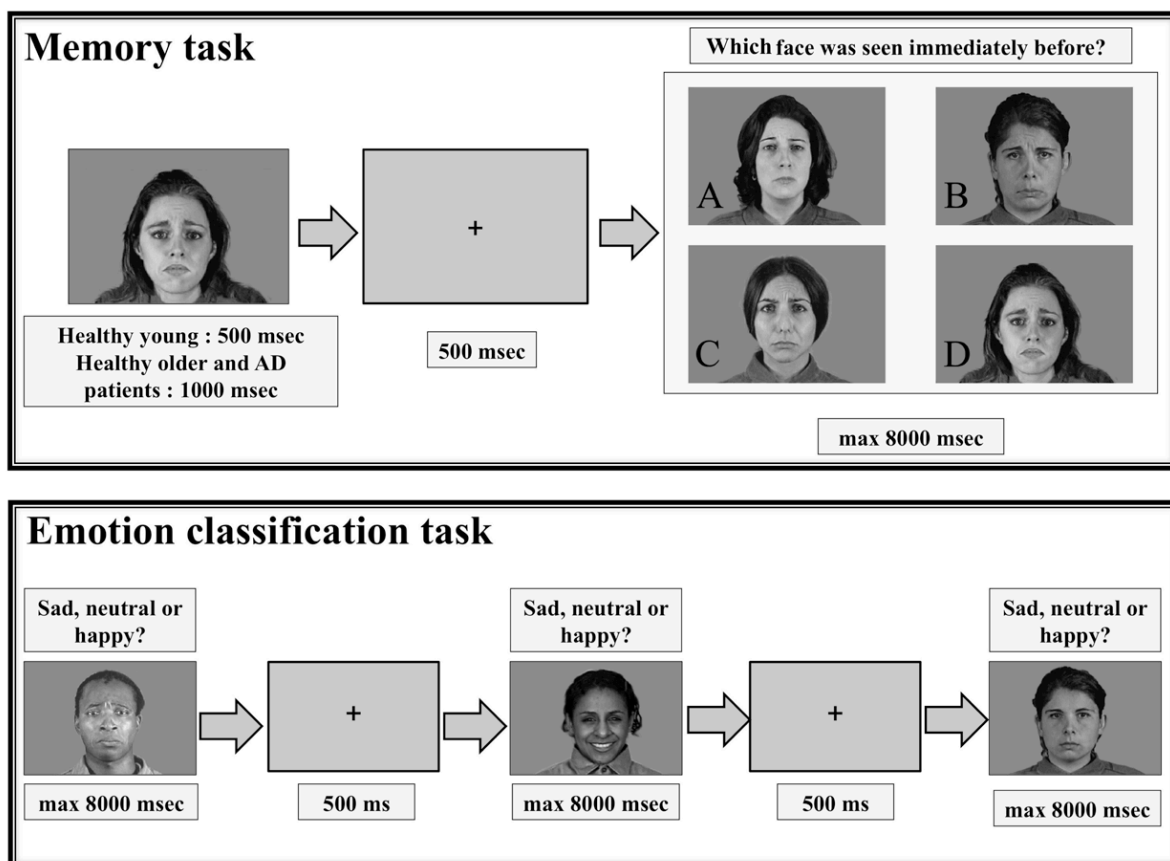 Memory task
Which face was seen immediately before?
A
B
C
D
+
Healthy young : 500 msec
Healthy older and AD
patients : 1000 msec
500 msec
max 8000 msec
Emotion classification task
Sad, neutral or
happy?
Sad, neutral or
happy?
Sad, neutral or
happy?
+
+
max 8000 msec
500 ms
max 8000 msec
500 ms
max 8000 msec